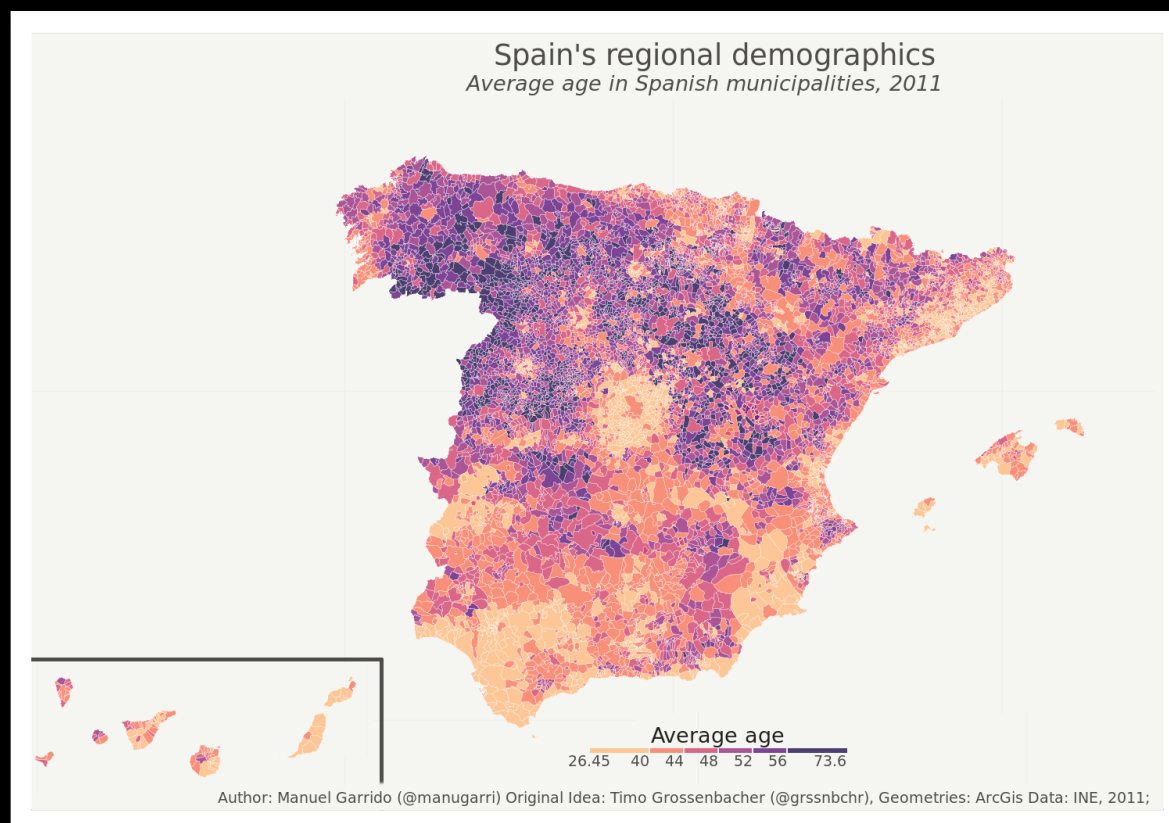 Spain's regional demographics
Average age in Spanish municipalities, 2011
Average age
26.45 40 44 48 52 56 73.6
Author: Manuel Garrido (@manugarri) Original Idea: Timo Grossenbacher (@grssnbchr), Geometries: ArcGis Data: INE, 2011;